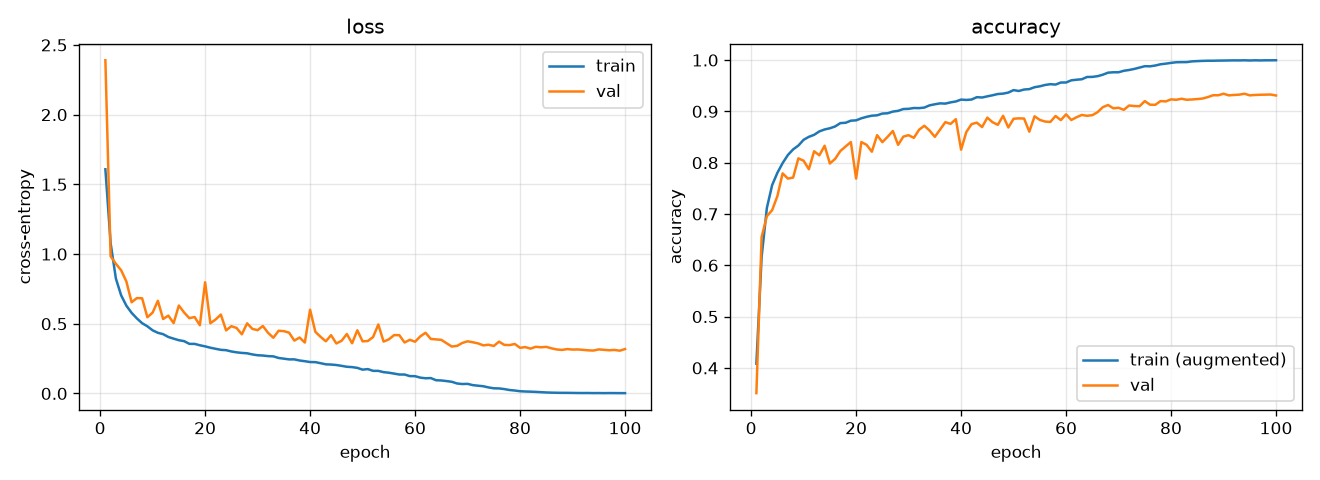 loss
2.5
2.0
1.5
1.0
0.5
0.0
cross-entropy
train
val
0 20 40 60 80 100
epoch
accuracy
1.0
0.9
0.8
0.7
0.6
0.5
0.4
accuracy
train (augmented)
val
0 20 40 60 80 100
epoch